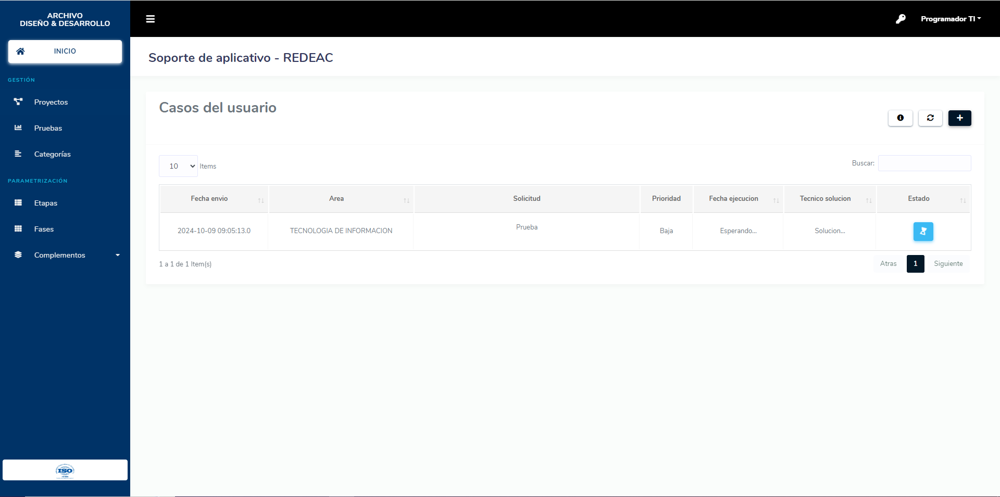 ARCHIVO
DISEÑO & DESARROLLO
INICIO
GESTIÓN
Proyectos
Pruebas
Categorías
PARAMETRIZACIÓN
Etapas
Fases
Complementos
ISO
Programador TI
Soporte de aplicativo - REDEAC
Casos del usuario
10 Items
Buscar:
Fecha envio Area Solicitud Prioridad Fecha ejecucion Tecnico solucion Estado
2024-10-09 09:05:13.0 TECNOLOGIA DE INFORMACION Prueba Baja Esperando... Solucion...
1 a 1 de 1 Item(s)
Atras 1 Siguiente